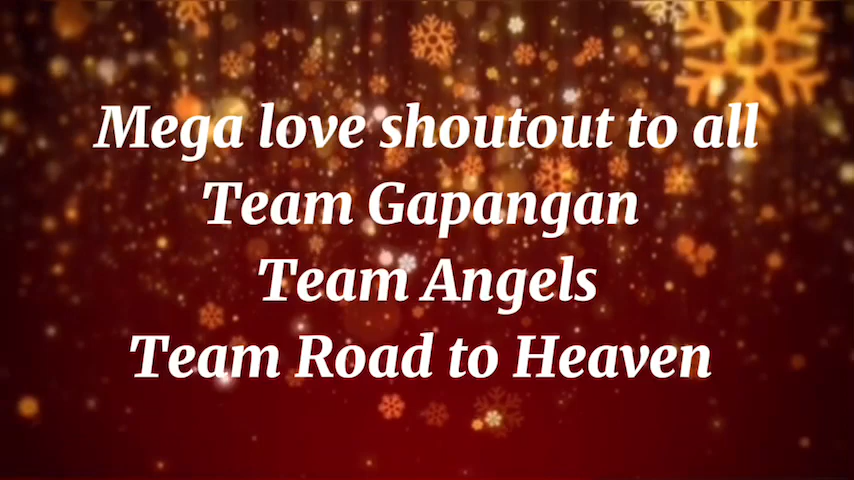 Mega love shoutout to all
Team Gapangan
Team Angels
Team Road to Heaven